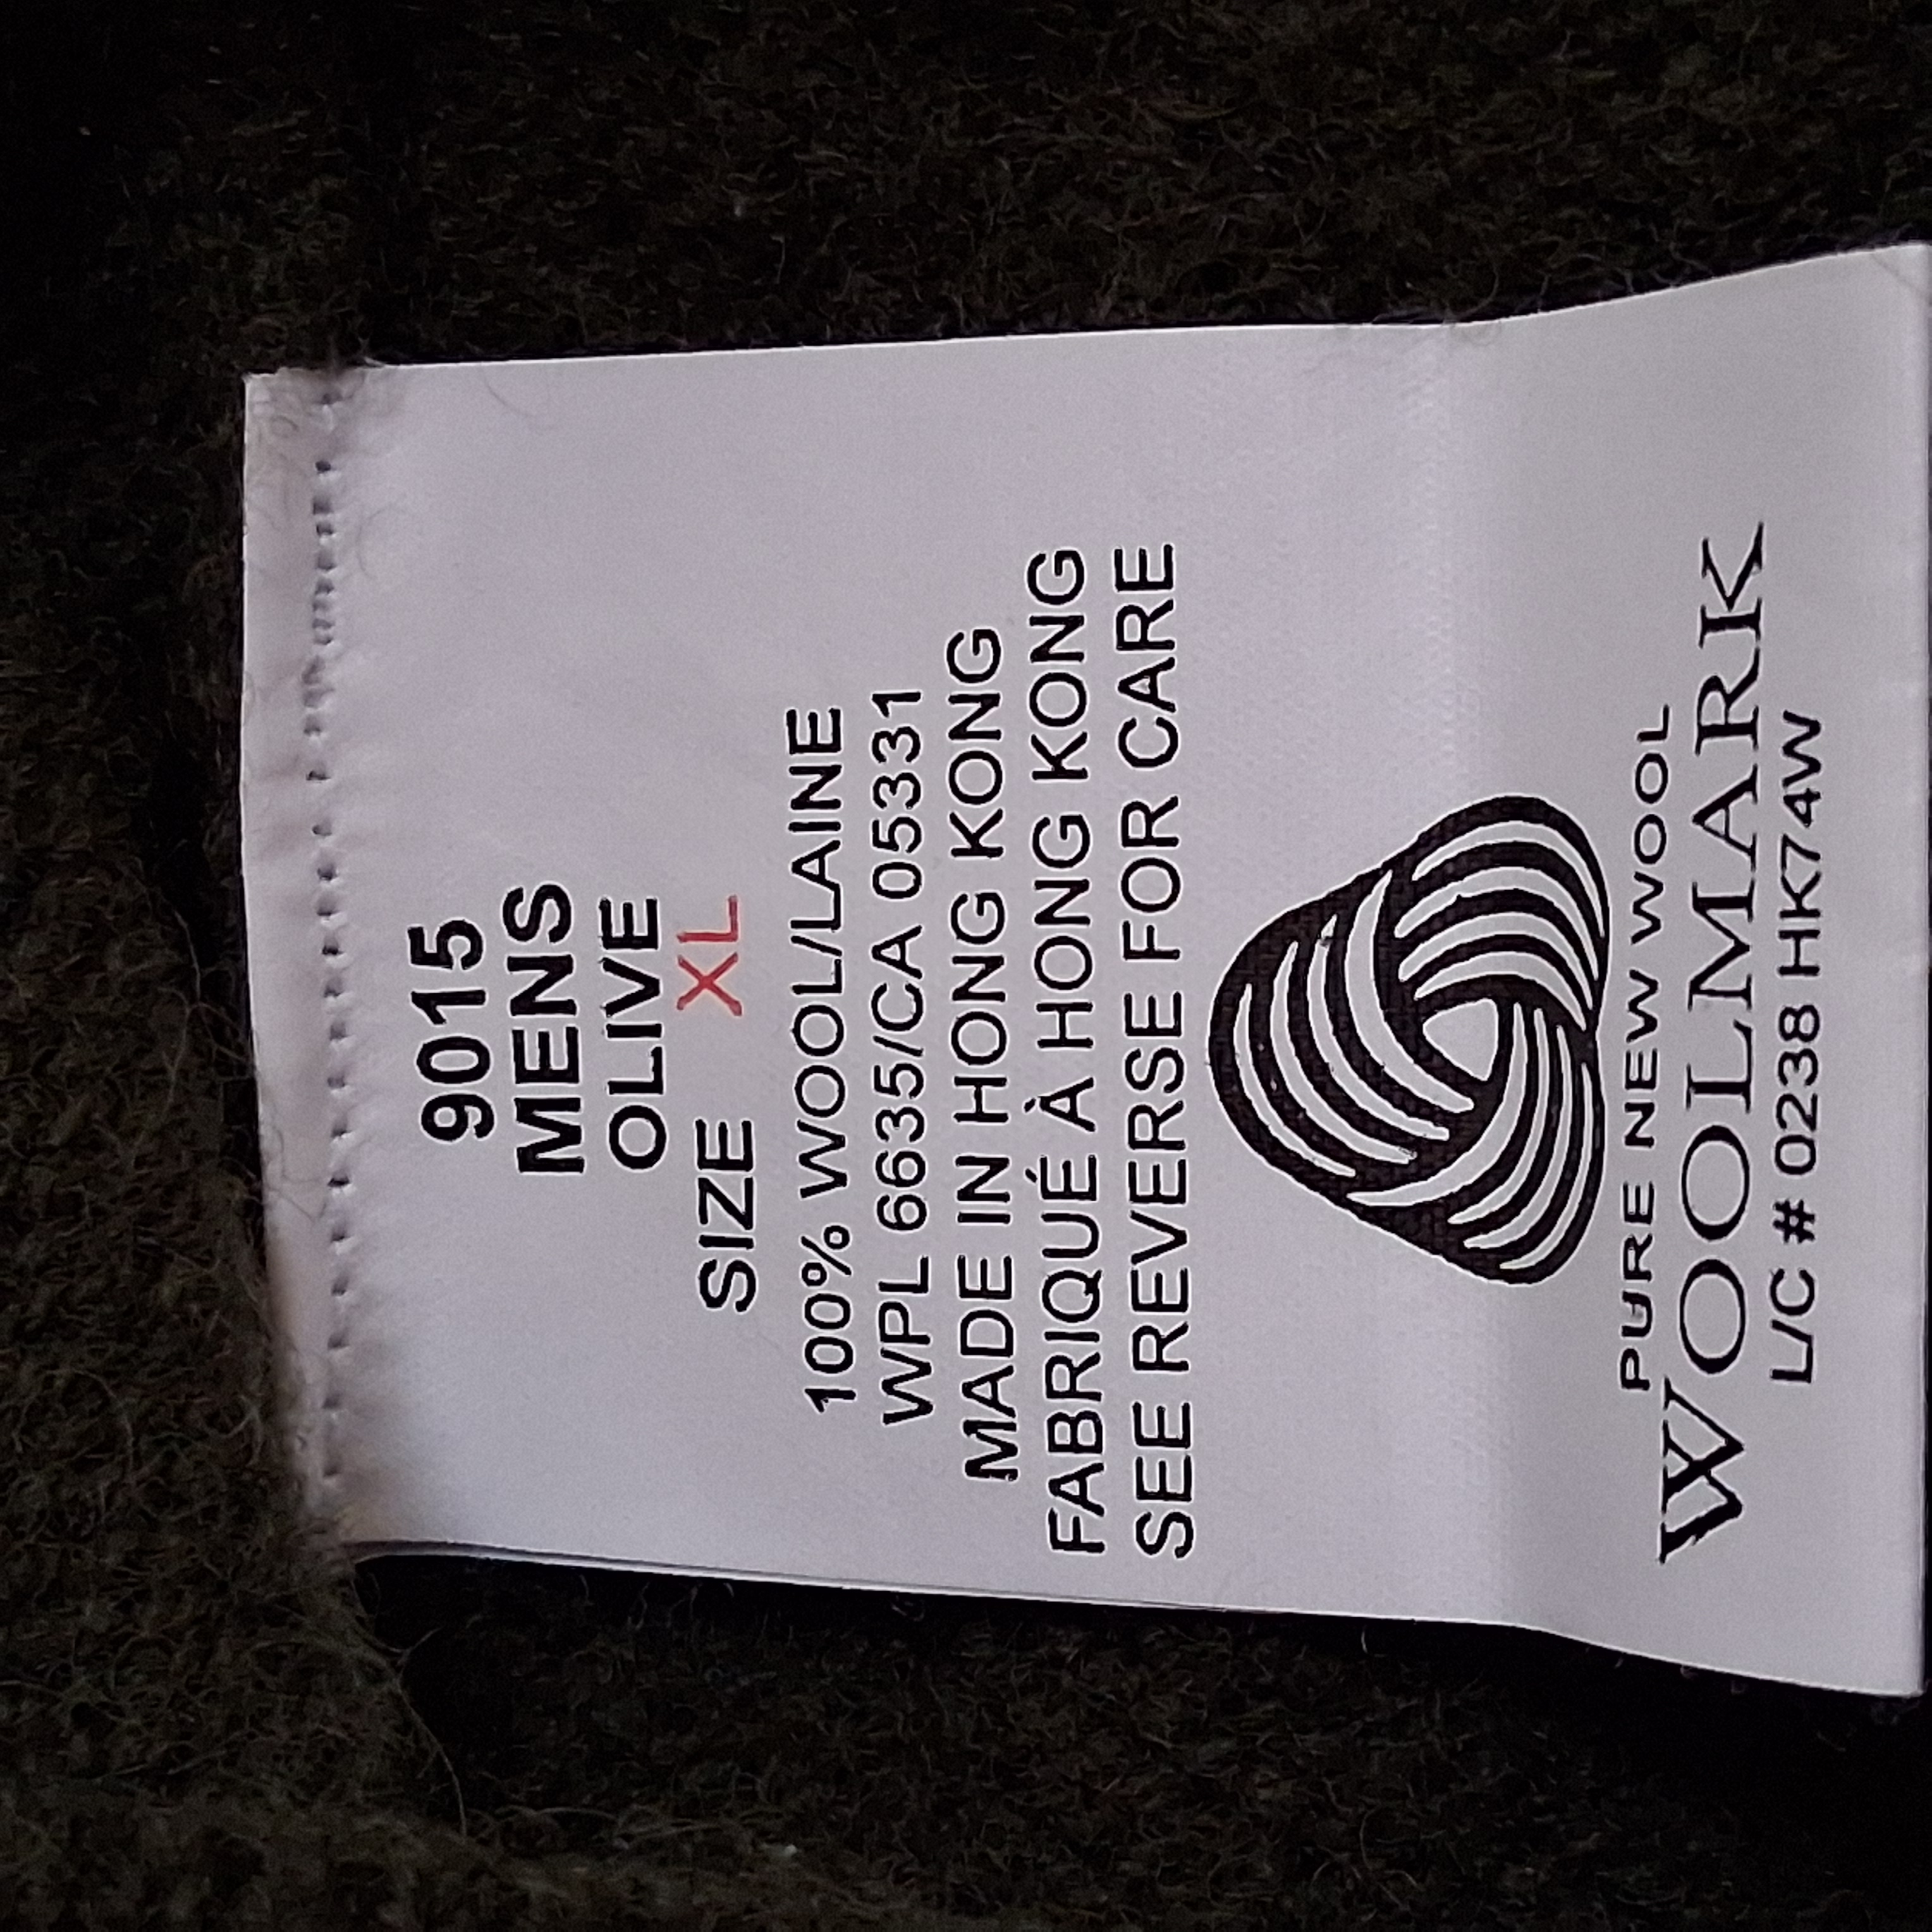 9015
MENS
OLIVE
SIZE XL
100% WOOL/LAINE
WPL 6635/CA 05331
MADE IN HONG KONG
FABRIQUÉ À HONG KONG
SEE REVERSE FOR CARE
PURE NEW WOOL
WOOLMARK
L/C # 0238 HK74W